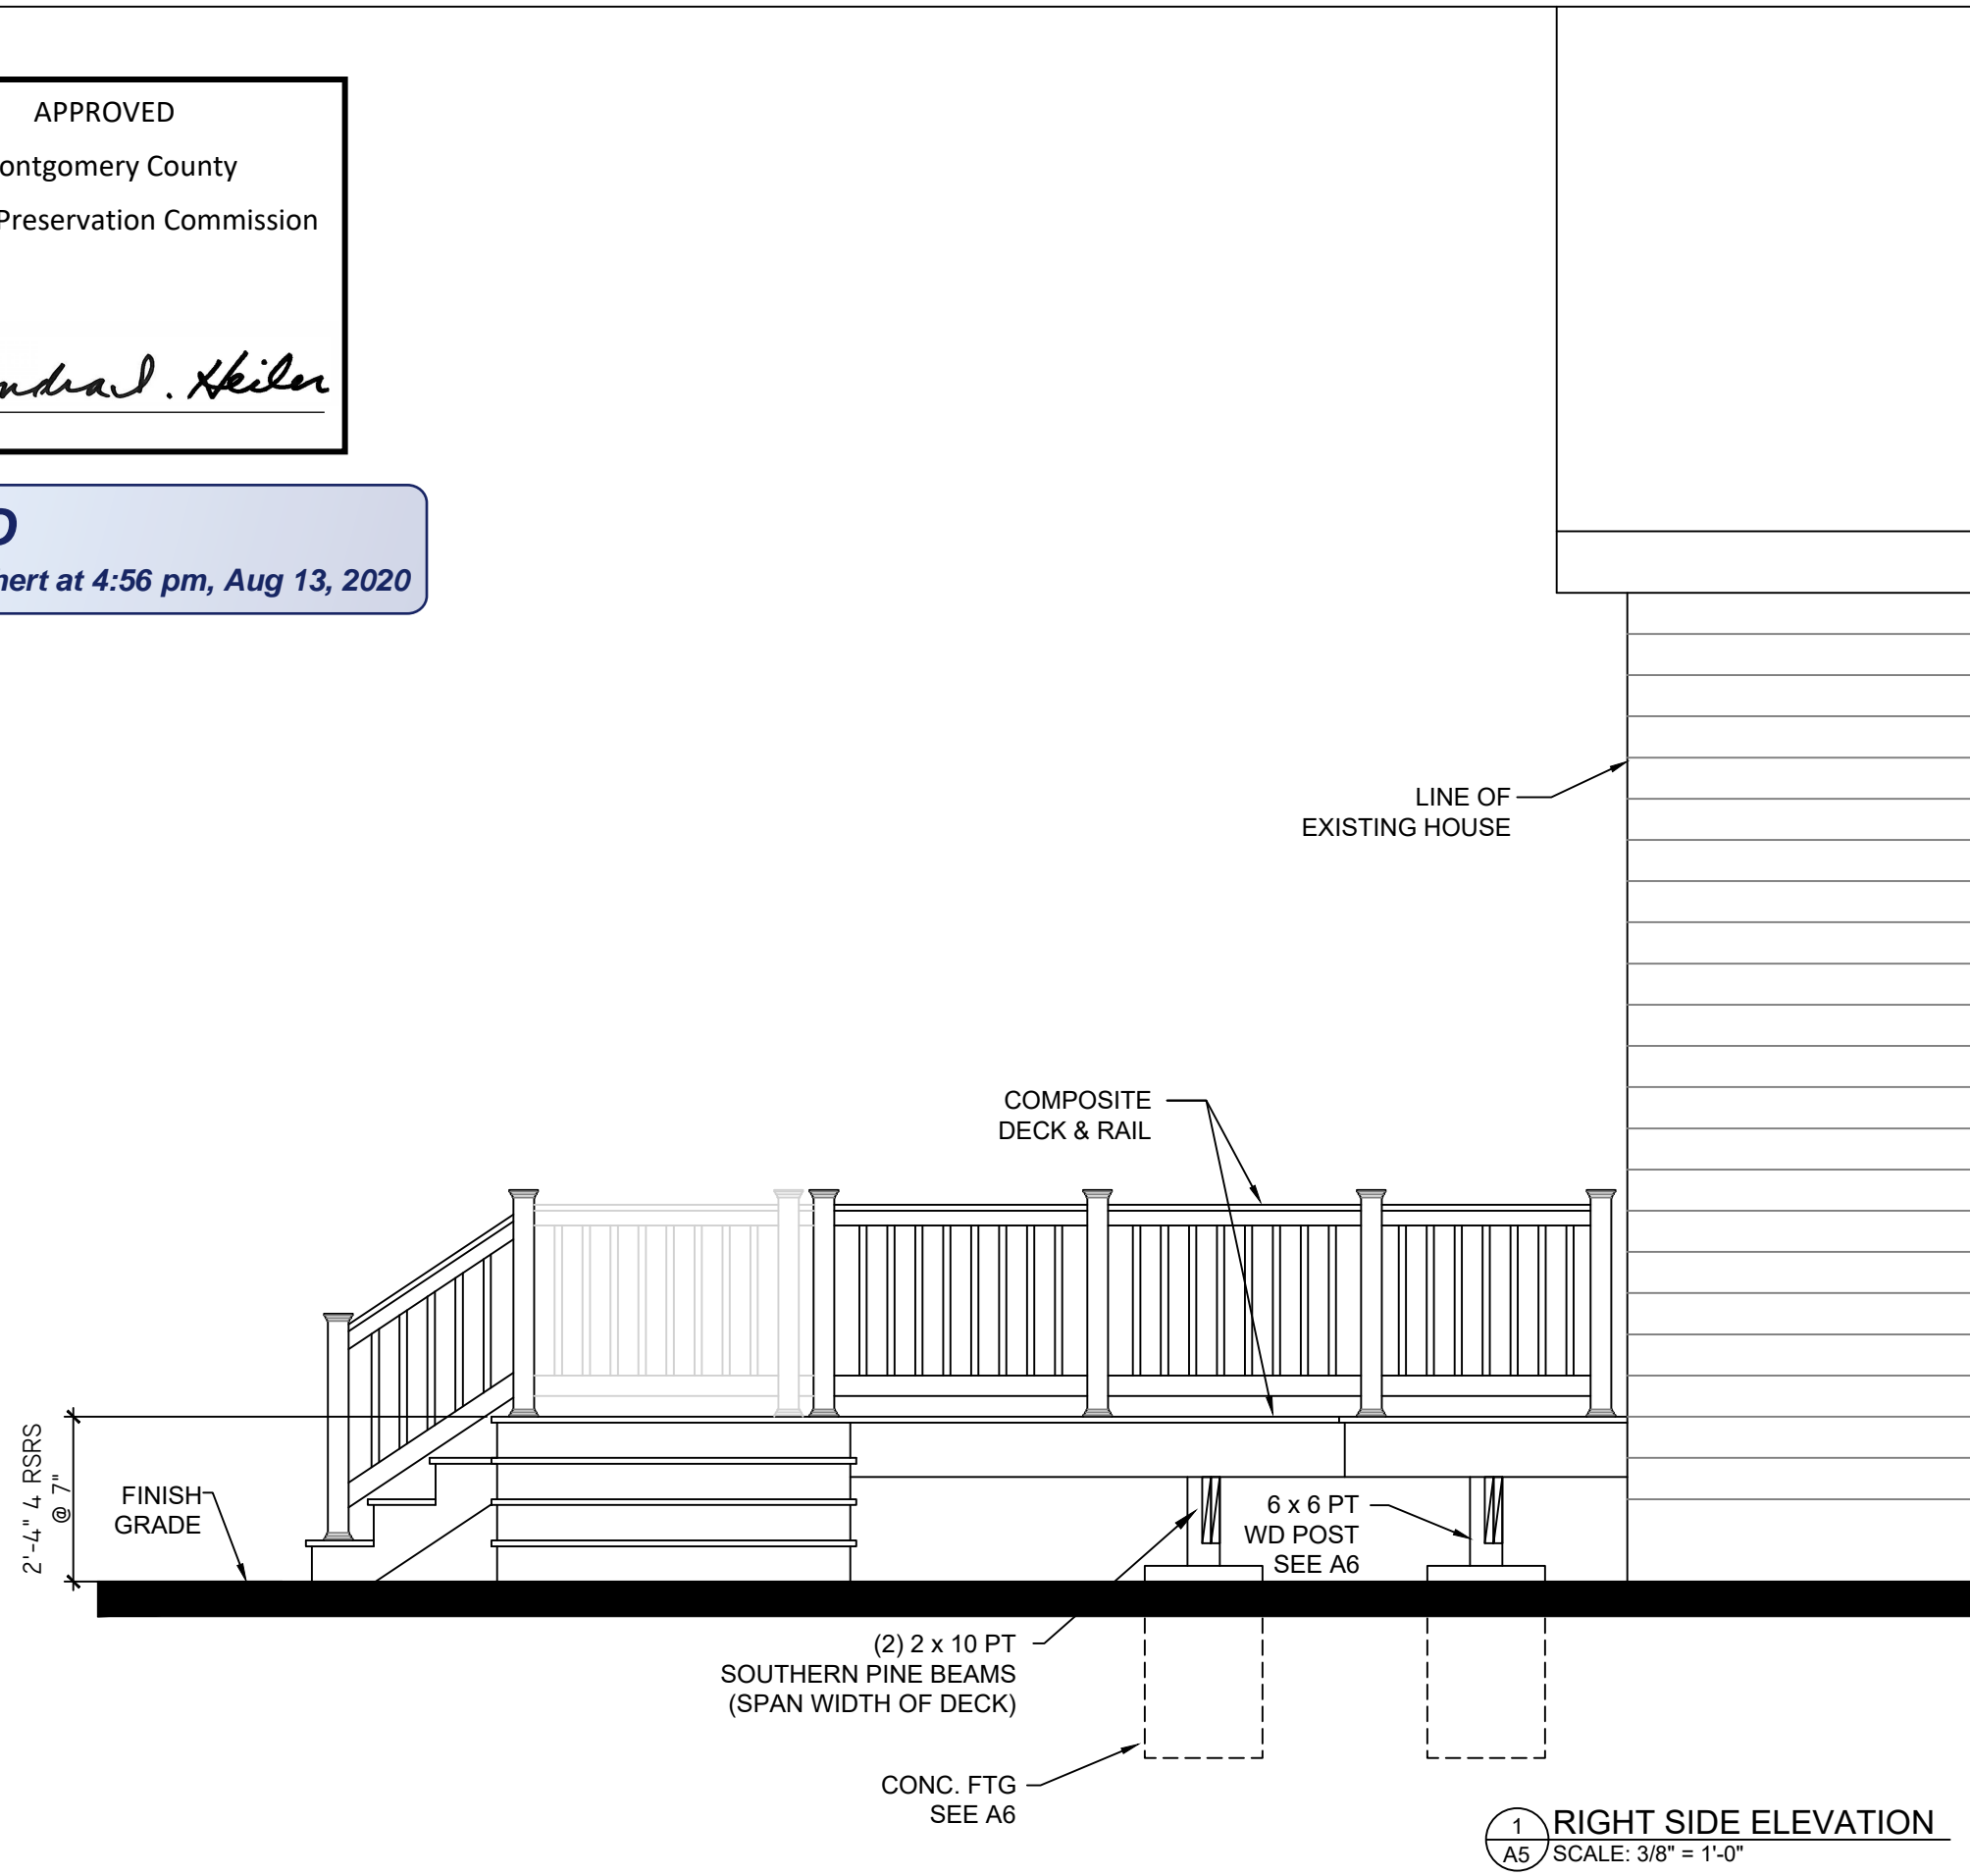 APPROVED
ontgomery County
Preservation Commission
ndra I. Heiler
D
at 4:56 pm, Aug 13, 2020
LINE OF
EXISTING HOUSE
COMPOSITE
DECK & RAIL
2'-4" 4 RSRS
@ 7"
FINISH
GRADE
6 x 6 PT
WD POST
SEE A6
(2) 2 x 10 PT
SOUTHERN PINE BEAMS
(SPAN WIDTH OF DECK)
CONC. FTG
SEE A6
1
A5
RIGHT SIDE ELEVATION
SCALE: 3/8" = 1'-0"